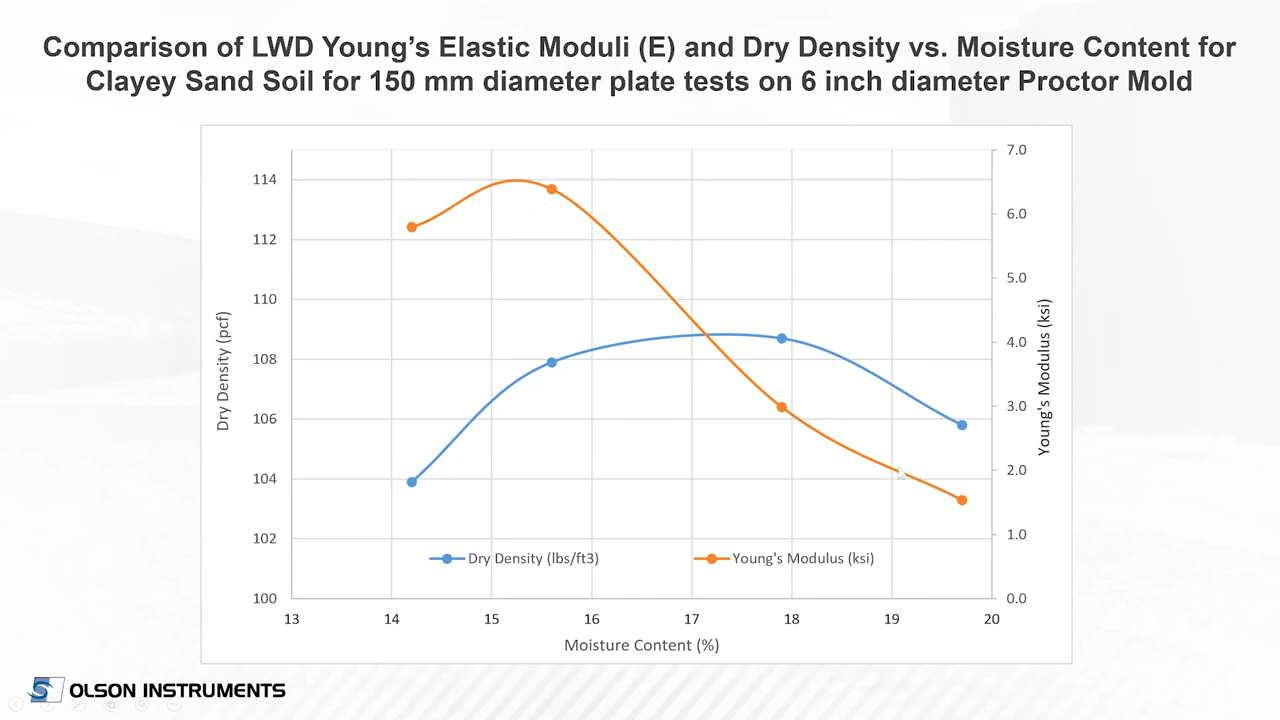 Comparison of LWD Young’s Elastic Moduli (E) and Dry Density vs. Moisture Content for
Clayey Sand Soil for 150 mm diameter plate tests on 6 inch diameter Proctor Mold
7.0
114
6.0
112
5.0
110
Dry Density (pcf)
Young's Modulus (ksi)
4.0
108
3.0
106
2.0
104
1.0
102
Dry Density (lbs/ft3)
Young's Modulus (ksi)
100
0.0
13 14 15 16 17 18 19 20
Moisture Content (%)
OLSON INSTRUMENTS